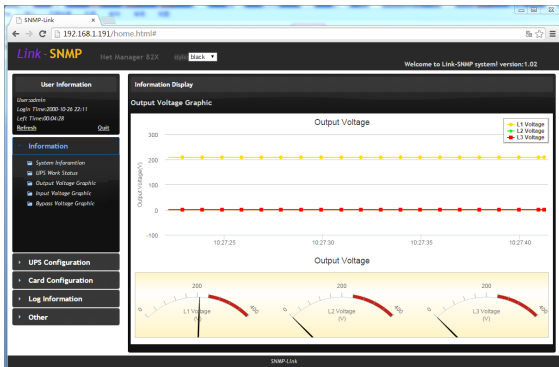 SNMP-Link
192.168.1.191/home.html#
Link - SNMP
Net Manager 82X
style: black
Welcome to Link-SNMP system! version:1.02
User Information
User:admin
Login Time:2000-10-26 22:11
Left Time:00:04:28
Refresh Quit
Information
System Inforamtion
UPS Work Status
Output Voltage Graphic
Input Voltage Graphic
Bypass Voltage Graphic
UPS Configuration
Card Configuration
Log Information
Other
Information Display
Output Voltage Graphic
Output Voltage
L1 Voltage
L2 Voltage
L3 Voltage
Output Voltage(V)
300
200
100
0
-100
10:27:25
10:27:30
10:27:35
10:27:40
Output Voltage
0
200
400
L1 Voltage
(V)
0
200
400
L2 Voltage
(V)
0
200
400
L3 Voltage
(V)
SNMP-Link